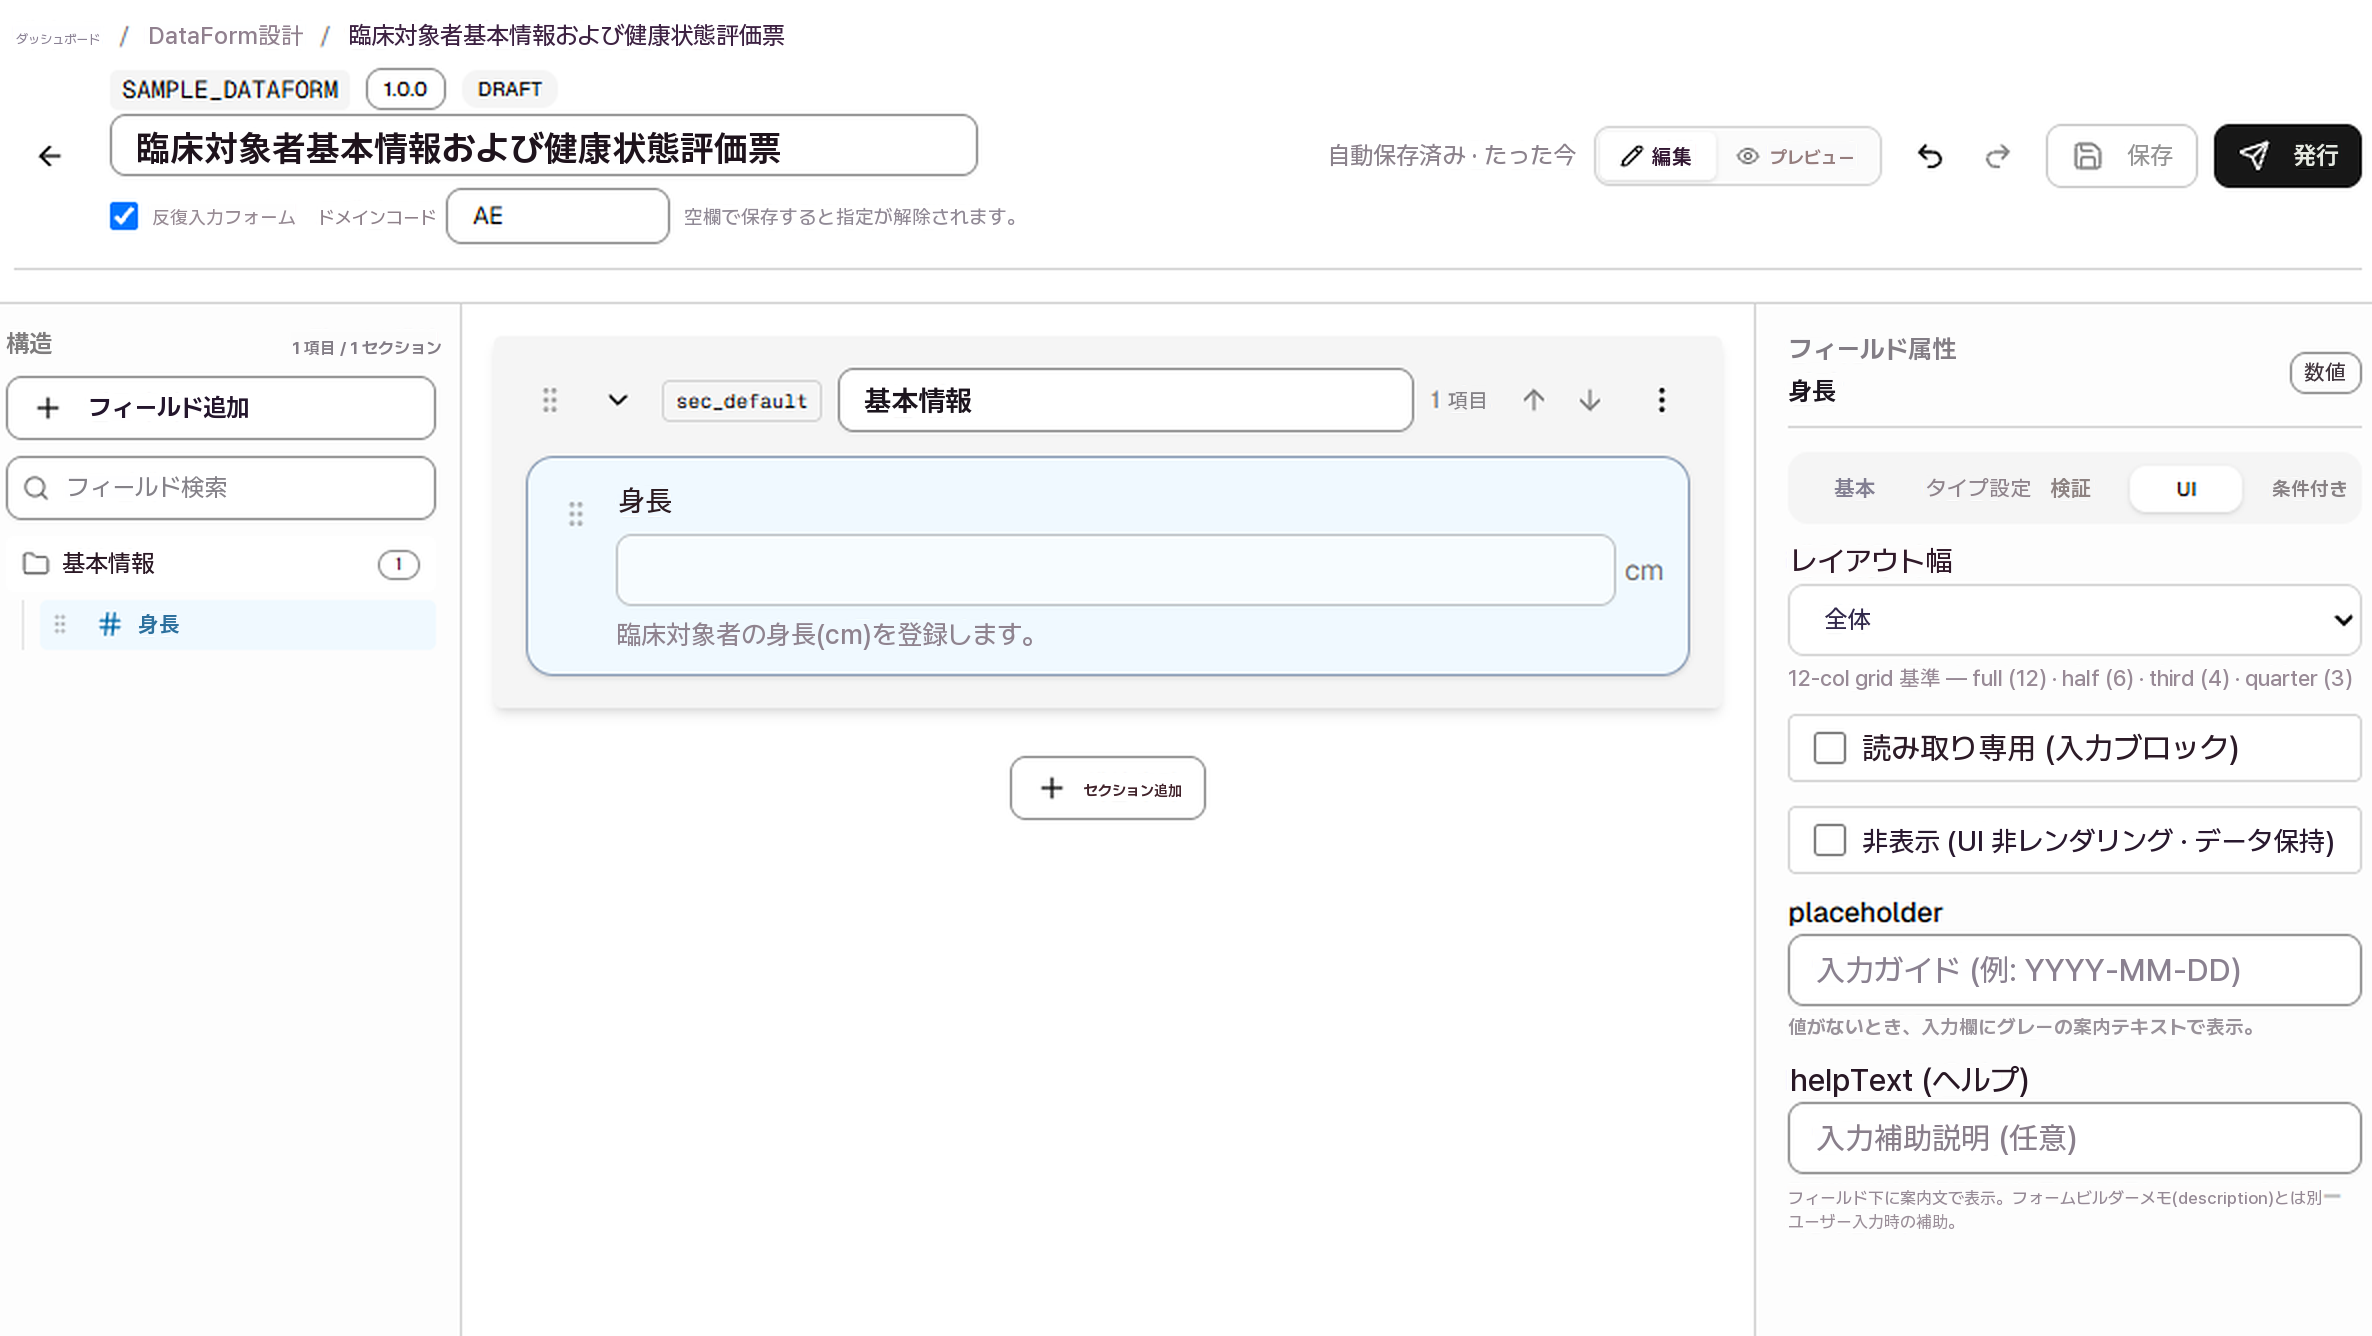 ダッシュボード / DataForm設計 / 臨床対象者基本情報および健康状態評価票
SAMPLE_DATAFORM 1.0.0 DRAFT
臨床対象者基本情報および健康状態評価票
自動保存済み · たった今 編集 プレビュー 保存 発行
反復入力フォーム ドメインコード AE 空欄で保存すると指定が解除されます。
構造 1 項目 / 1 セクション
フィールド追加
フィールド検索
基本情報 1
# 身長
sec_default 基本情報 1 項目
身長
cm
臨床対象者の身長(cm)を登録します。
セクション追加
フィールド属性
身長 数値
基本 タイプ設定 検証 UI 条件付き
レイアウト幅
全体
12-col grid 基準 — full (12) · half (6) · third (4) · quarter (3)
読み取り専用 (入力ブロック)
非表示 (UI 非レンダリング · データ保持)
placeholder
入力ガイド (例: YYYY-MM-DD)
値がないとき、入力欄にグレーの案内テキストで表示。
helpText (ヘルプ)
入力補助説明 (任意)
フィールド下に案内文で表示。フォームビルダーメモ(description)とは別—
ユーザー入力時の補助。